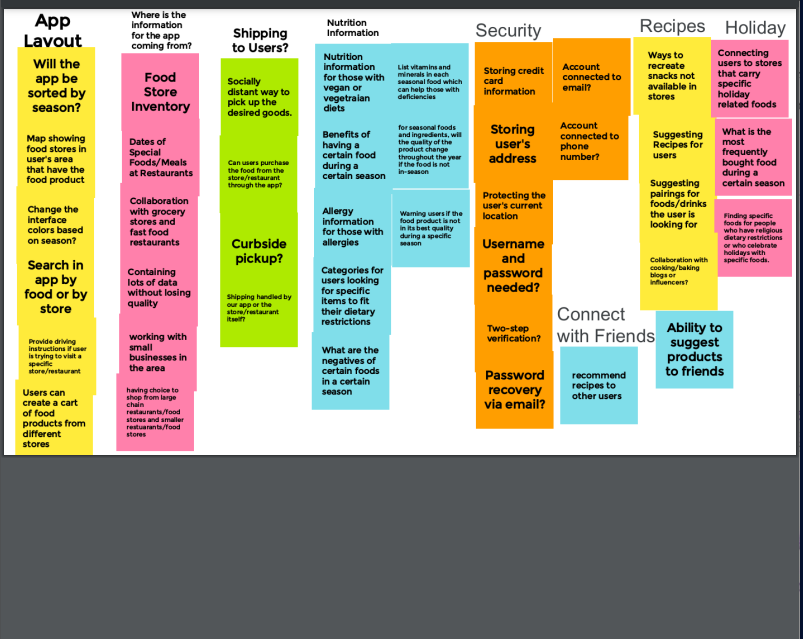 App
Layout
Will the
app be
sorted by
season?
Map showing
food stores in
user's area
that have the
food product
Change the
interface
colors based
on season?
Search in
app by
food or by
store
Provide driving
instructions if user
is trying to visit a
specific
store/restaurant
Users can
create a cart
of food
products from
different
stores
Where is the
information
for the app
coming from?
Food
Store
Inventory
Dates of
Special
Foods/Meals
at Restaurants
Collaboration
with grocery
stores and
fast food
restaurants
Containing
lots of data
without losing
quality
working with
small
businesses in
the area
having choice to
shop from large
chain
restaurants/food
stores and smaller
restuarants/food
stores
Shipping
to Users?
Socially
distant way to
pick up the
desired goods.
Can users purchase
the food from the
store/restaurant
through the app?
Curbside
pickup?
Shipping handled by
our app or the
store/restaurant
itself?
Nutrition
Information
Nutrition
information
for those with
vegan or
vegetraian
diets
Benefits of
having a
certain food
during a
certain season
Allergy
information
for those with
allergies
Categories for
users looking
for specific
items to fit
their dietary
restrictions
What are the
negatives of
certain foods
in a certain
season
List vitamins and
minerals in each
seasonal food which
can help those with
deficiencies
for seasonal foods
and ingredients, will
the quality of the
product change
throughout the year
if the food is not
in-season
Warning users if the
food product is not
in its best quality
during a specific
season
Security
Storing credit
card
information
Storing
user's
address
Protecting the
user's current
location
Username
and
password
needed?
Two-step
verification?
Password
recovery
via email?
Account
connected to
email?
Account
connected to
phone
number?
Connect
with Friends
recommend
recipes to
other users
Ability to
suggest
products
to friends
Recipes
Ways to
recreate
snacks not
available in
stores
Suggesting
Recipes for
users
Suggesting
pairings for
foods/drinks
the user is
looking for
Collaboration with
cooking/baking
blogs or
influencers?
Holiday
Connecting
users to stores
that carry
specific
holiday
related foods
What is the
most
frequently
bought food
during a
certain season
Finding specific
foods for people
who have religious
dietary restrictions
or who celebrate
holidays with
specific foods.